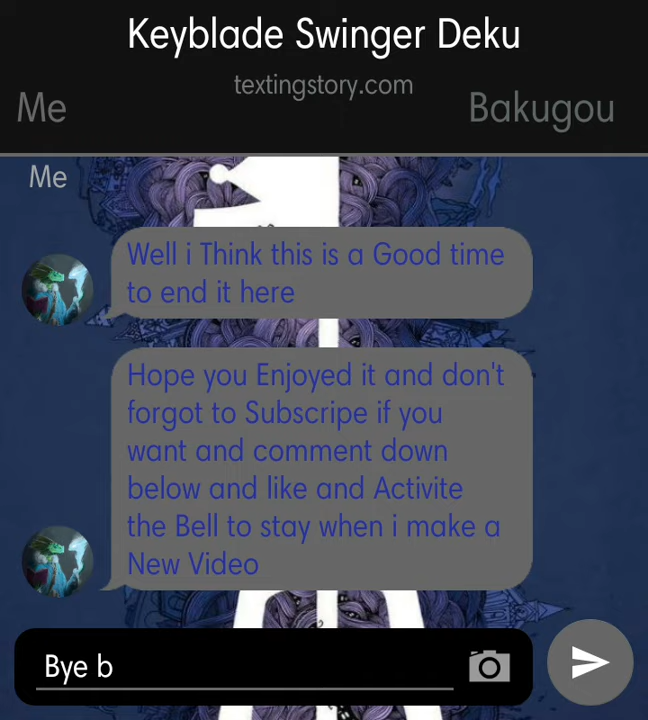 Keyblade Swinger Deku
textingstory.com
Me
Bakugou
Me
Well i Think this is a Good time
to end it here
Hope you Enjoyed it and don't
forgot to Subscripe if you
want and comment down
below and like and Activite
the Bell to stay when i make a
New Video
Bye b